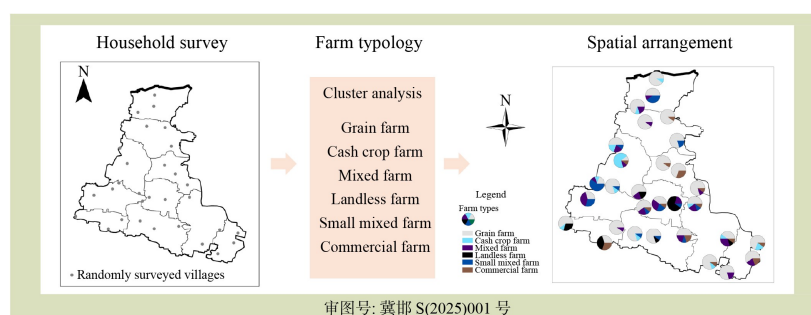 Household survey
Farm typology
Spatial arrangement
N
Randomly surveyed villages
Cluster analysis
Grain farm
Cash crop farm
Mixed farm
Landless farm
Small mixed farm
Commercial farm
N
Legend
Farm types
Grain farm
Cash crop farm
Mixed farm
Landless farm
Small mixed farm
Commercial farm
审图号: 冀邯 S(2025)001 号